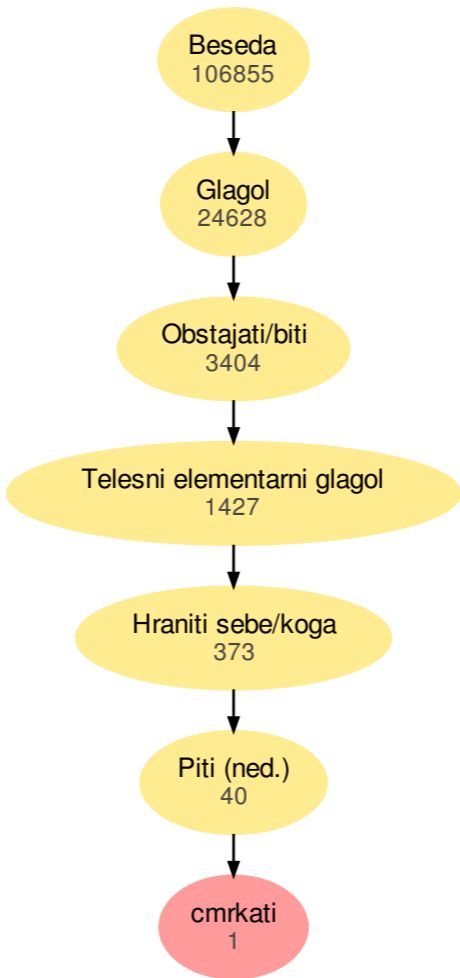 Beseda
106855
Glagol
24628
Obstajati/biti
3404
Telesni elementarni glagol
1427
Hraniti sebe/koga
373
Piti (ned.)
40
cmrkati
1